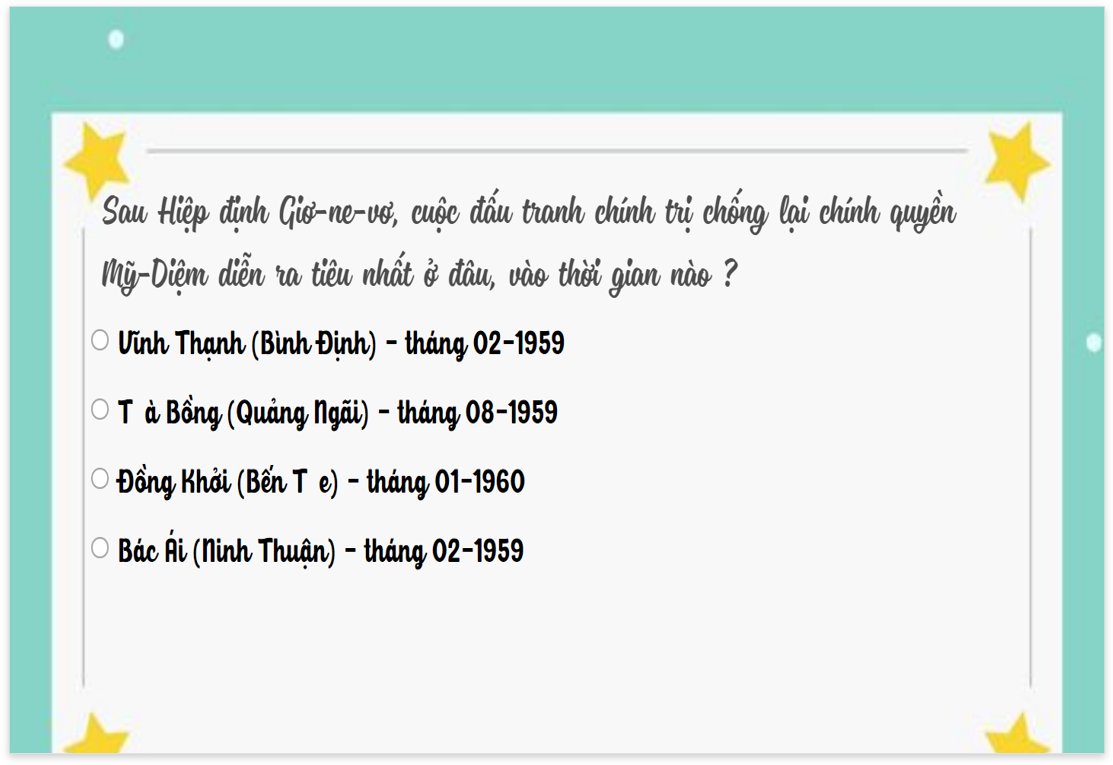 Sau Hiệp định Giơ-ne-vơ, cuộc đấu tranh chính trị chống lại chính quyền
Mỹ-Diệm diễn ra tiêu nhất ở đâu, vào thời gian nào ?
Vĩnh Thạnh (Bình Định) - tháng 02-1959
T à Bồng (Quảng Ngãi) - tháng 08-1959
Đồng Khởi (Bến T e) - tháng 01-1960
Bác Ái (Ninh Thuận) - tháng 02-1959